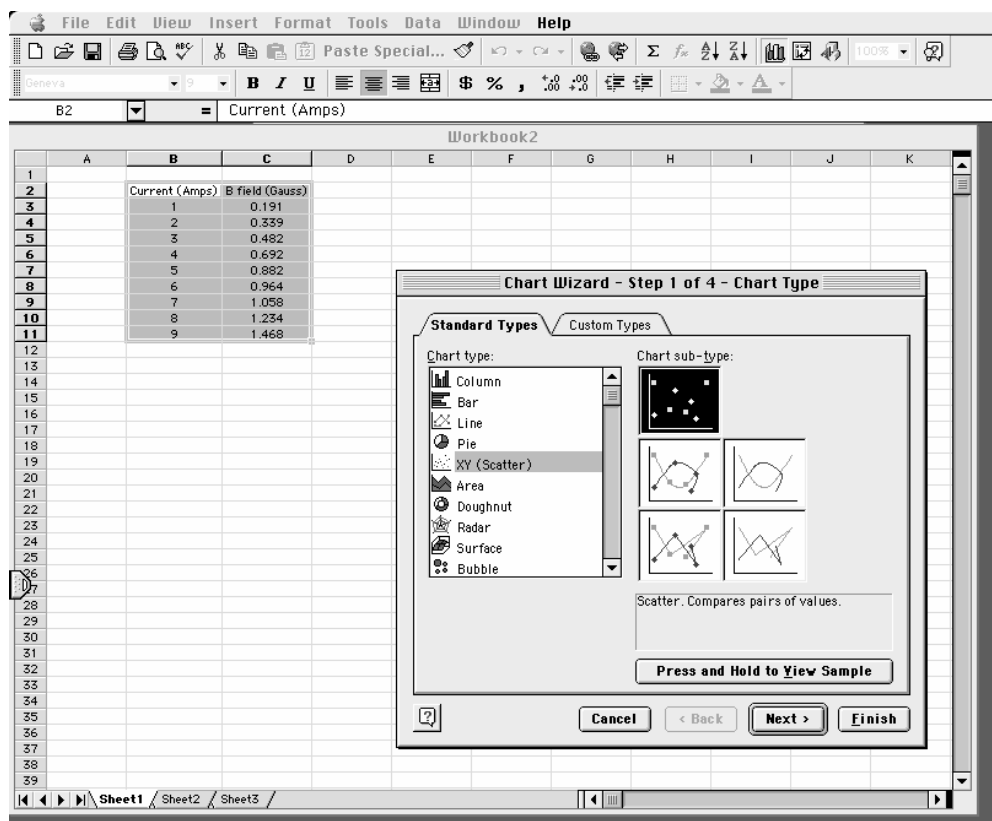 File Edit View Insert Format Tools Data Window Help
ABC 12 Paste Special... Σ fx 100%
Geneva 9 B I U $ % , .0 .00 .00 .0 A
B2 = Current (Amps)
Workbook2
A B C D E F G H I J K
1
2 Current (Amps) B field (Gauss)
3 1 0.191
4 2 0.339
5 3 0.482
6 4 0.692
7 5 0.882
8 6 0.964
9 7 1.058
10 8 1.234
11 9 1.468
12
13
14
15
16
17
18
19
20
21
22
23
24
25
26
27
28
29
30
31
32
33
34
35
36
37
38
39
Chart Wizard - Step 1 of 4 - Chart Type
Standard Types Custom Types
Chart type:
Column
Bar
Line
Pie
XY (Scatter)
Area
Doughnut
Radar
Surface
Bubble
Chart sub-type:
Scatter. Compares pairs of values.
Press and Hold to View Sample
? Cancel < Back Next > Finish
Sheet1 Sheet2 Sheet3